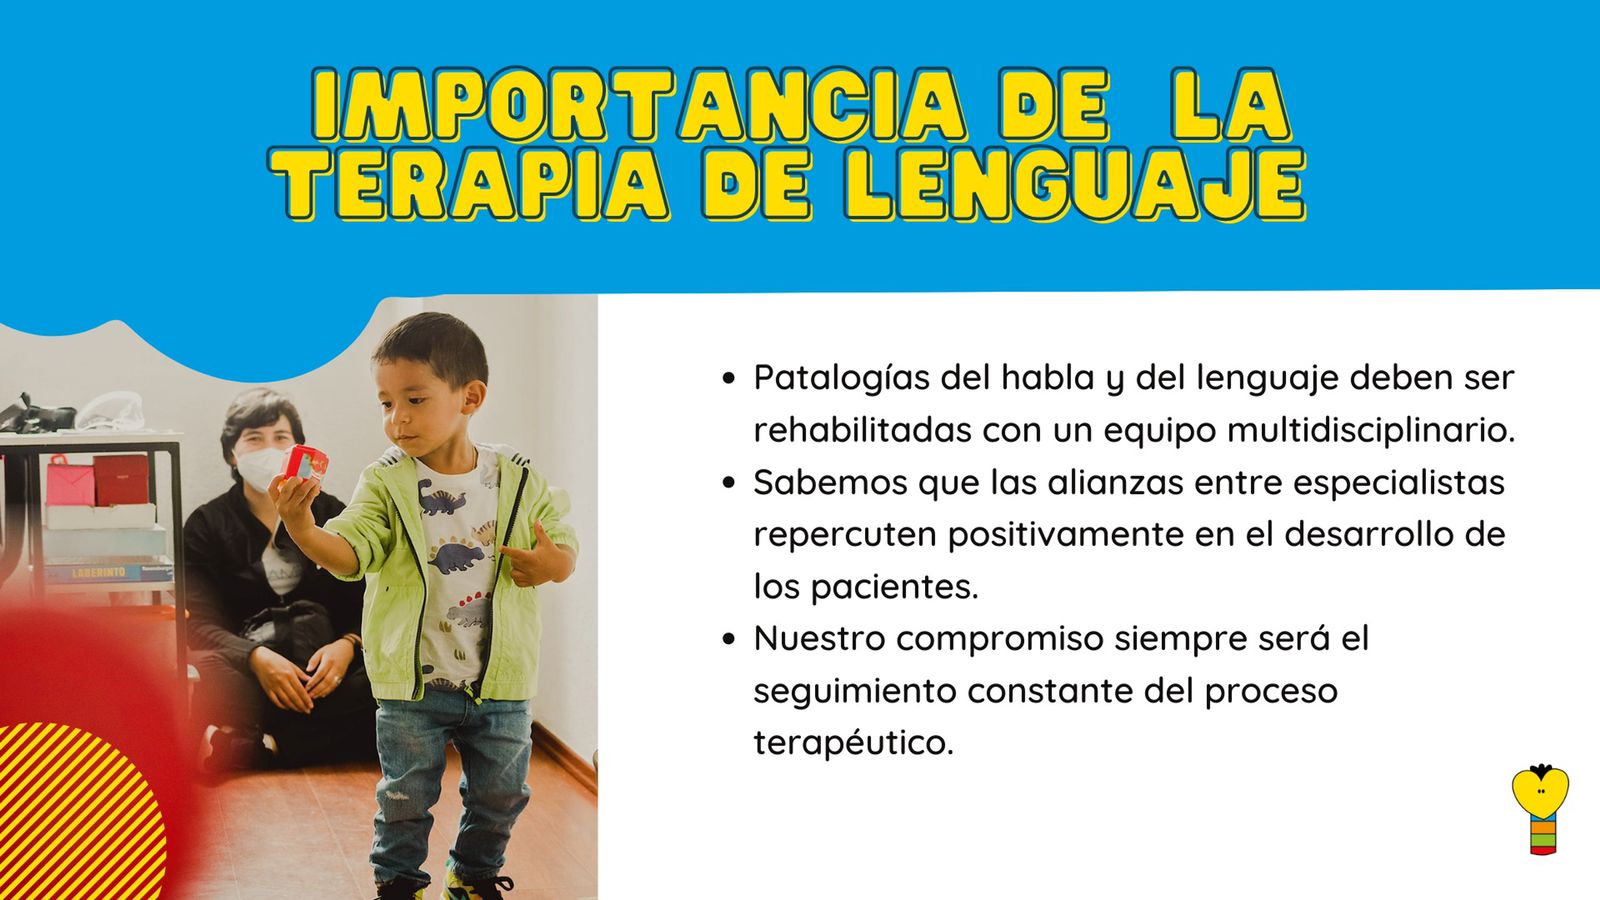 IMPORTANCIA DE LA
TERAPIA DE LENGUAJE
• Patalogías del habla y del lenguaje deben ser
rehabilitadas con un equipo multidisciplinario.
• Sabemos que las alianzas entre especialistas
repercuten positivamente en el desarrollo de
los pacientes.
• Nuestro compromiso siempre será el
seguimiento constante del proceso
terapéutico.
LABERINTO
Ravensburger